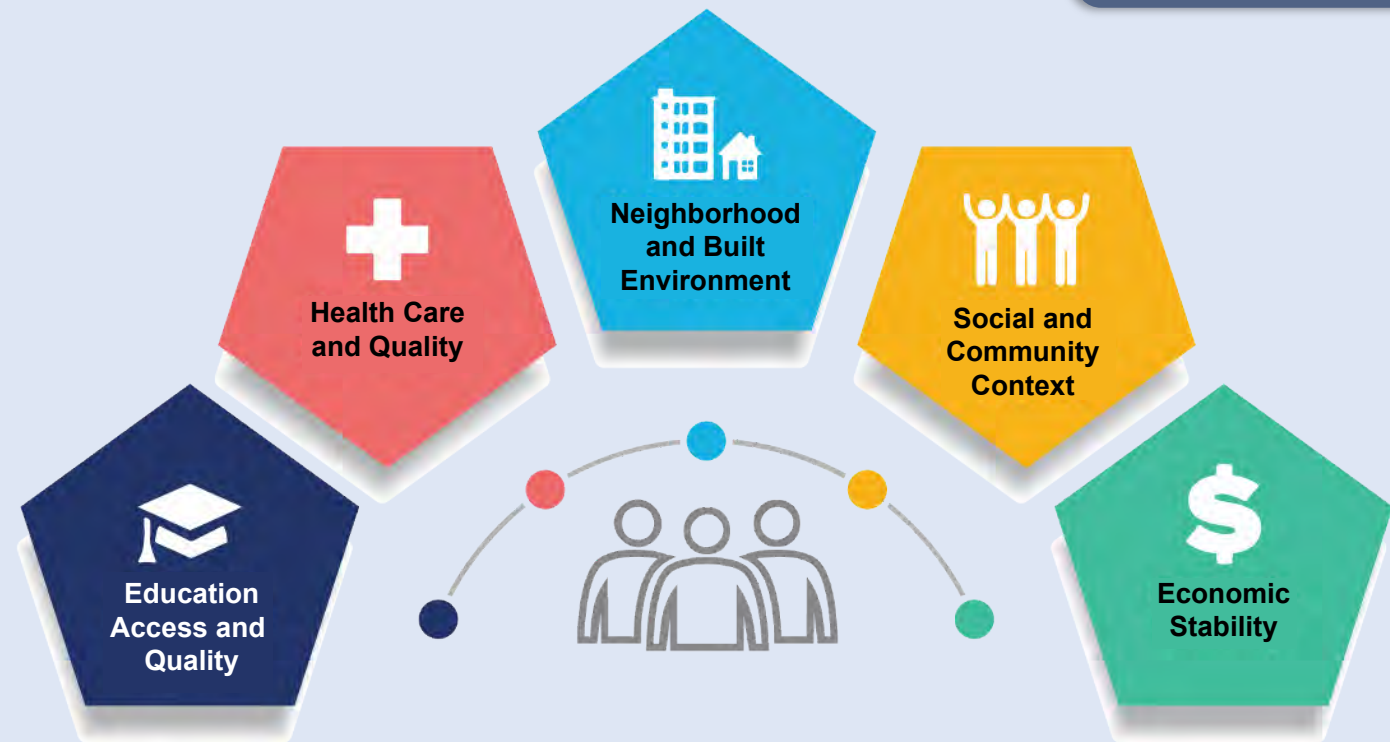 Neighborhood
and Built
Environment
Health Care
and Quality
Social and
Community
Context
Education
Access and
Quality
$
Economic
Stability